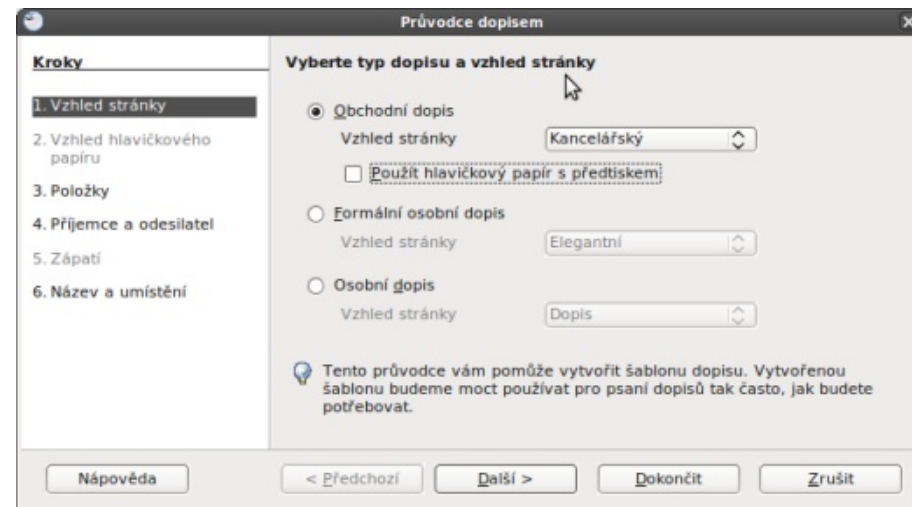 Průvodce dopisem
Kroky
1. Vzhled stránky
2. Vzhled hlavičkového
papíru
3. Položky
4. Příjemce a odesilatel
5. Zápatí
6. Název a umístění
Vyberte typ dopisu a vzhled stránky
Obchodní dopis
Vzhled stránky Kancelářský
Použít hlavičkový papír s předtiskem
Formální osobní dopis
Vzhled stránky Elegantní
Osobní dopis
Vzhled stránky Dopis
Tento průvodce vám pomůže vytvořit šablonu dopisu. Vytvořenou
šablonu budeme moct používat pro psaní dopisů tak často, jak budete
potřebovat.
Nápověda < Předchozí Další > Dokončit Zrušit